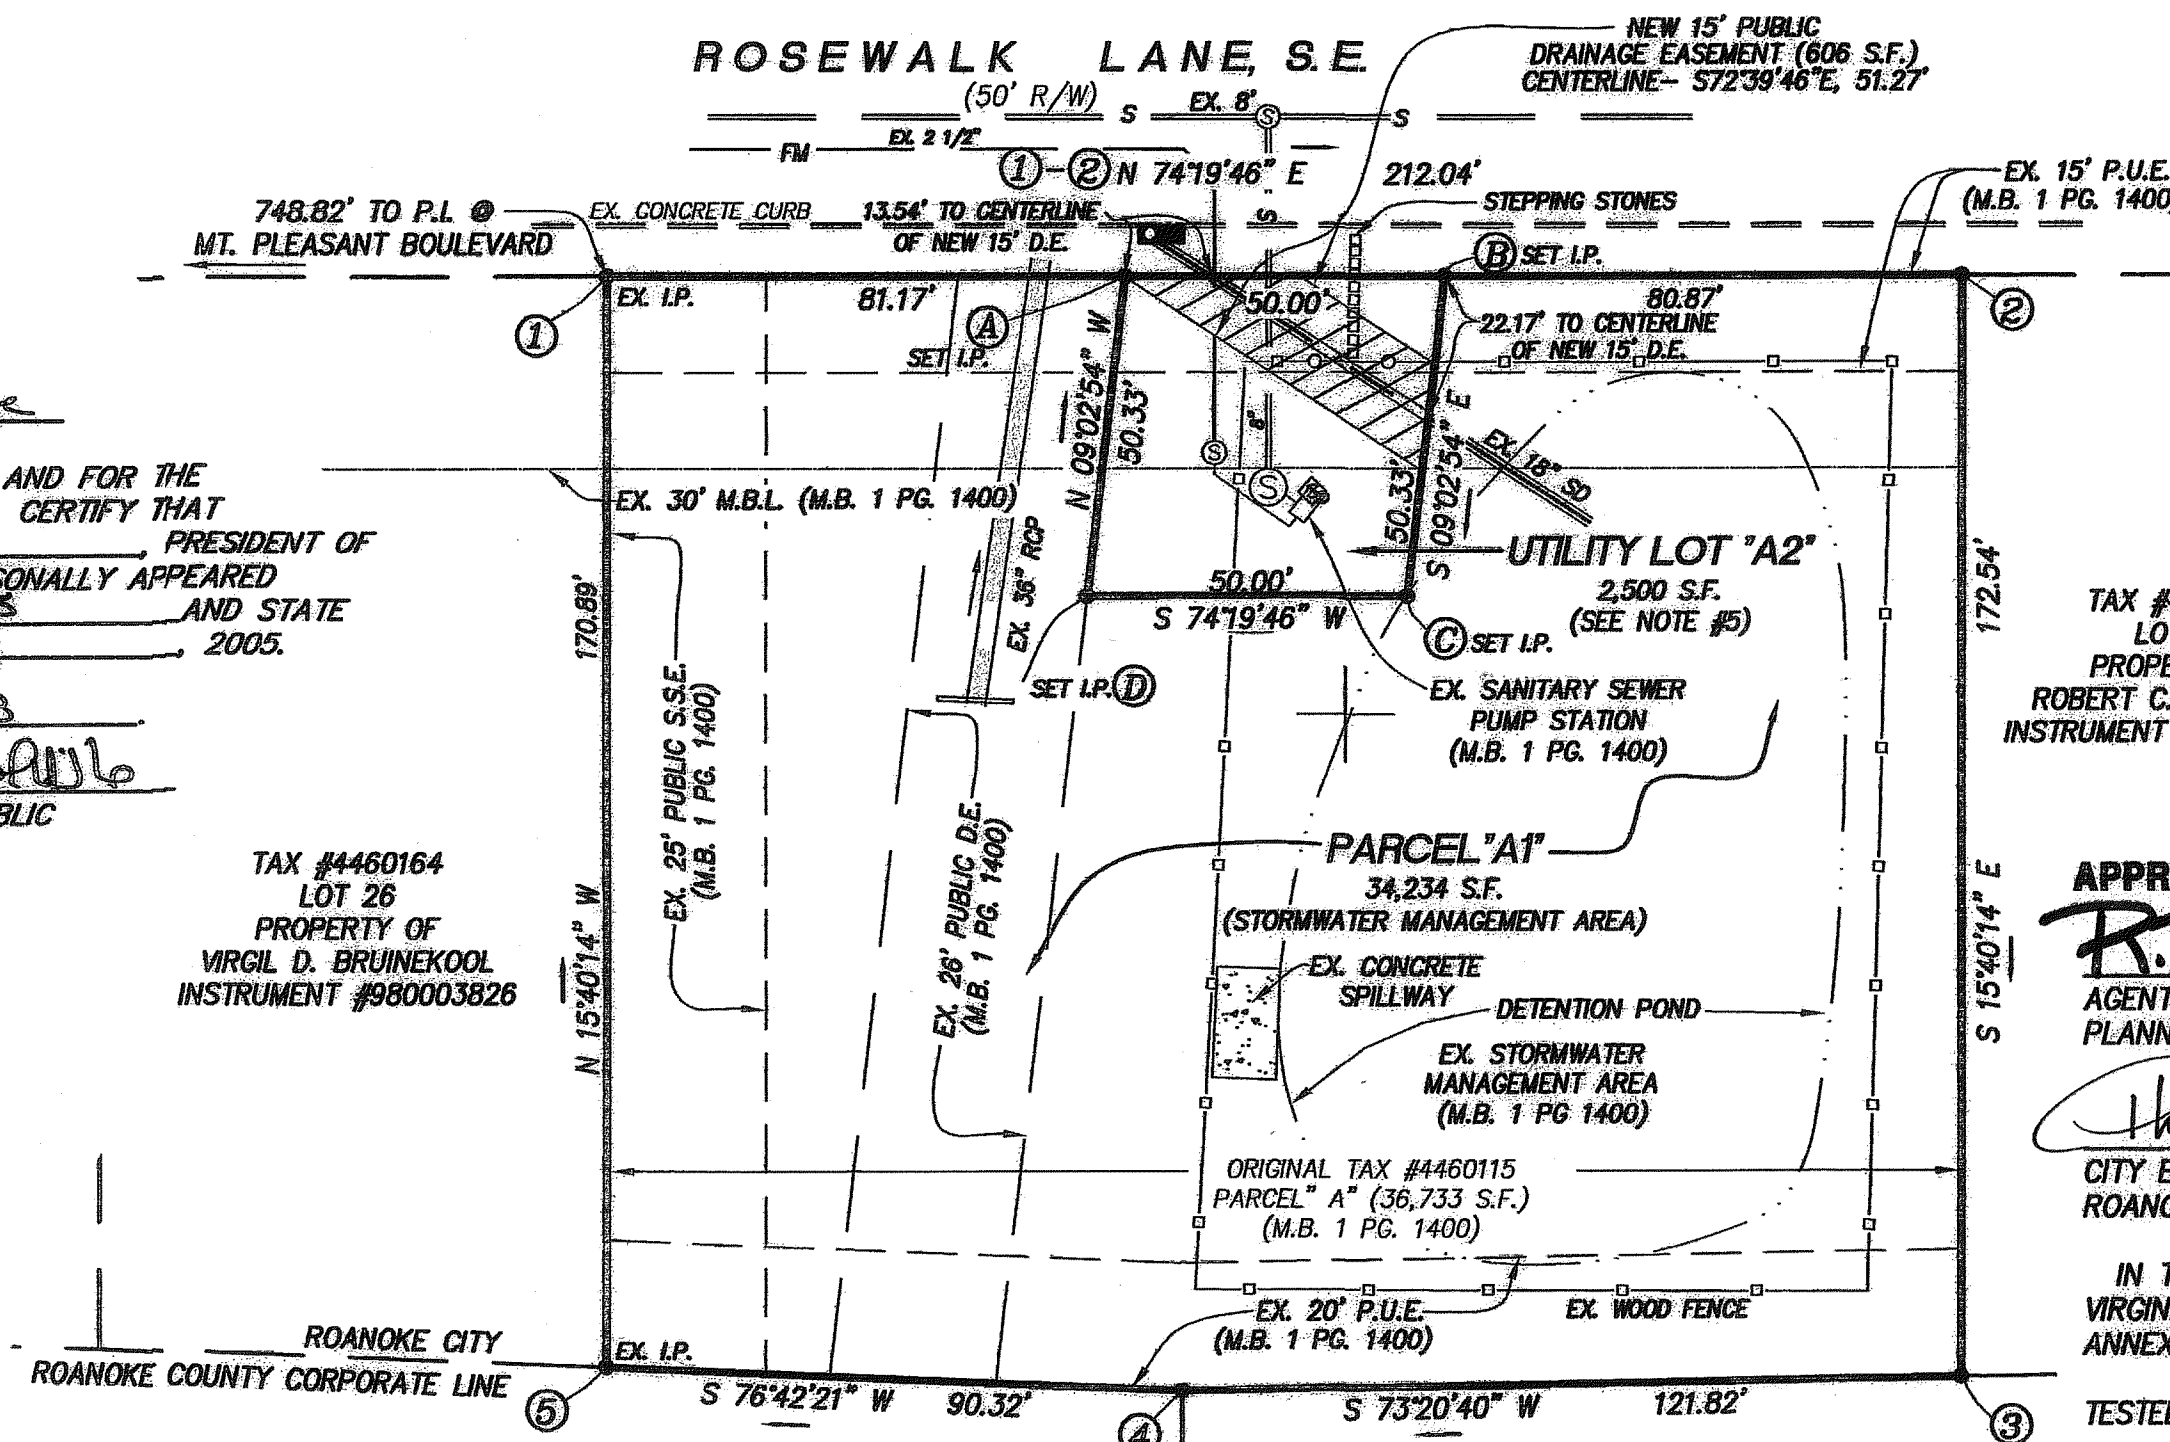 ROSEWALK LANE, S.E.
(50' R/W)
NEW 15' PUBLIC
DRAINAGE EASEMENT (606 S.F.)
CENTERLINE- S72°39'46"E, 51.27'
S
EX. 8'
S
S
FM
EX. 2 1/2"
1-2 N 74°19'46" E 212.04'
EX. 15' P.U.E.
(M.B. 1 PG. 1400)
748.82' TO P.I. @
MT. PLEASANT BOULEVARD
EX. CONCRETE CURB
13.54' TO CENTERLINE
OF NEW 15' D.E.
S
STEPPING STONES
B SET I.P.
EX. I.P.
81.17'
50.00'
80.87'
1
A
SET I.P.
22.17' TO CENTERLINE
OF NEW 15' D.E.
2
N 09°02'54" W
50.33'
8"
S
S
50.33'
S 09°02'54" E
EX. 18" SD
AND FOR THE
CERTIFY THAT
, PRESIDENT OF
SONALLY APPEARED
AND STATE
, 2005.
BLIC
EX. 30' M.B.L. (M.B. 1 PG. 1400)
EX. 36" RCP
UTILITY LOT "A2"
2,500 S.F.
(SEE NOTE #5)
50.00'
S 74°19'46" W
C SET I.P.
SET I.P. D
170.89'
N 15°40'14" W
172.54'
S 15°40'14" E
TAX #
LO
PROPE
ROBERT C.
INSTRUMENT
EX. SANITARY SEWER
PUMP STATION
(M.B. 1 PG. 1400)
EX. 25' PUBLIC S.S.E.
(M.B. 1 PG. 1400)
EX. 26' PUBLIC D.E.
(M.B. 1 PG. 1400)
PARCEL "A1"
34,234 S.F.
(STORMWATER MANAGEMENT AREA)
TAX #4460164
LOT 26
PROPERTY OF
VIRGIL D. BRUINEKOOL
INSTRUMENT #980003826
EX. CONCRETE
SPILLWAY
DETENTION POND
EX. STORMWATER
MANAGEMENT AREA
(M.B. 1 PG 1400)
APPR
R.
AGENT
PLANN
CITY E
ROANO
ORIGINAL TAX #4460115
PARCEL" A" (36,733 S.F.)
(M.B. 1 PG. 1400)
IN T
VIRGIN
ANNEX
TESTEE
EX. 20' P.U.E.
(M.B. 1 PG. 1400)
EX. WOOD FENCE
ROANOKE CITY
ROANOKE COUNTY CORPORATE LINE
EX. I.P.
5
S 76°42'21" W 90.32'
4
S 73°20'40" W 121.82'
3